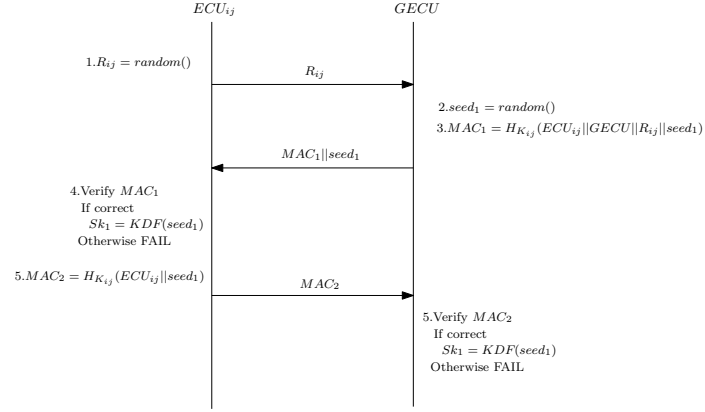 ECU_{ij} GECU
1.R_{ij} = random()
R_{ij}
2.seed_1 = random()
3.MAC_1 = H_{K_{ij}}(ECU_{ij}||GECU||R_{ij}||seed_1)
MAC_1||seed_1
4.Verify MAC_1
If correct
Sk_1 = KDF(seed_1)
Otherwise FAIL
5.MAC_2 = H_{K_{ij}}(ECU_{ij}||seed_1)
MAC_2
5.Verify MAC_2
If correct
Sk_1 = KDF(seed_1)
Otherwise FAIL